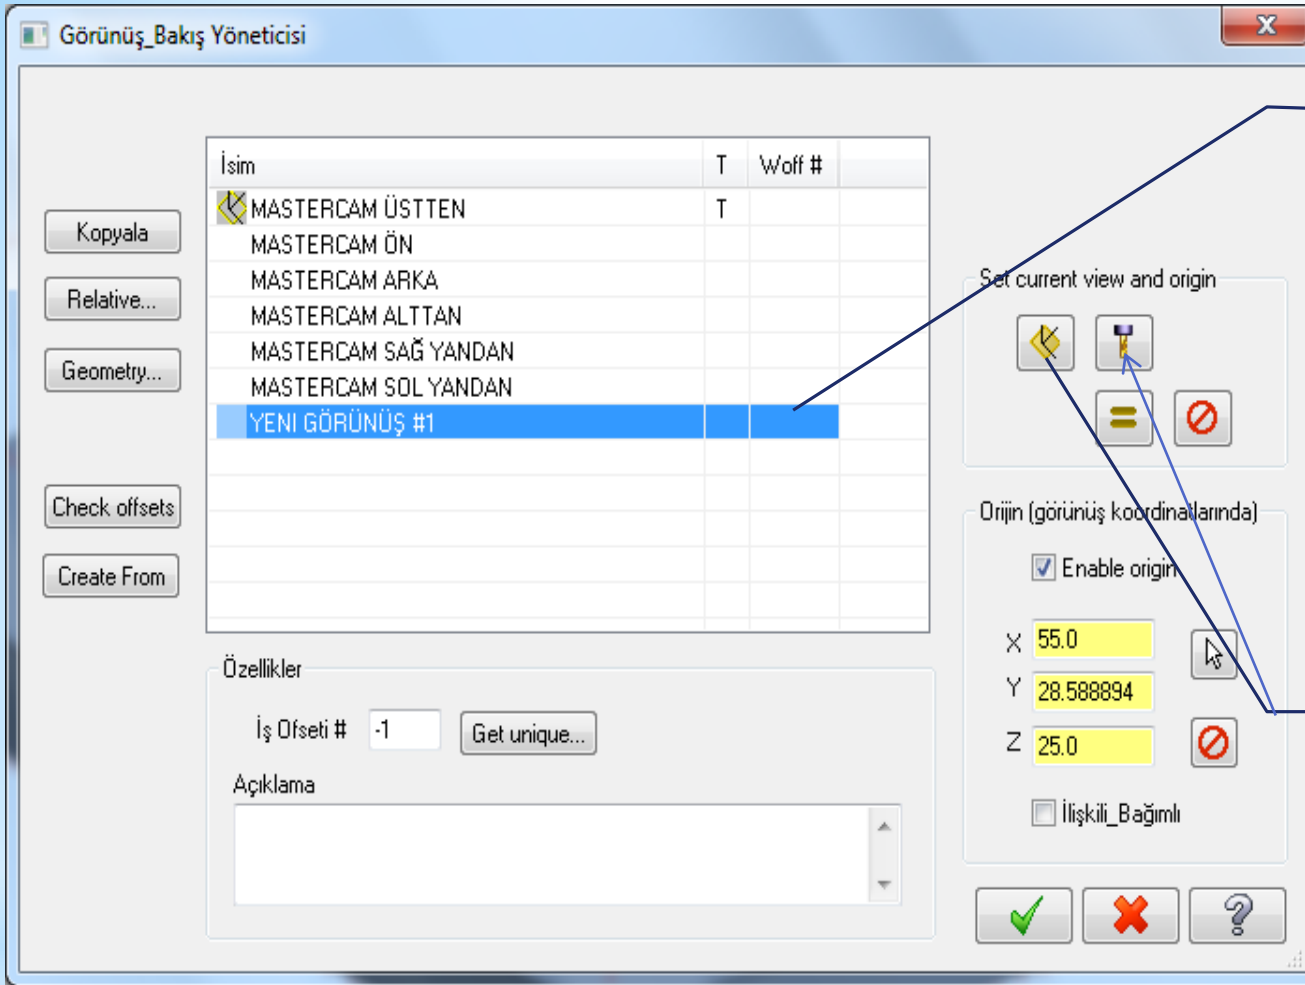 Görünüş_Bakış Yöneticisi
İsim T Woff #
MASTERCAM ÜSTTEN T
MASTERCAM ÖN
MASTERCAM ARKA
MASTERCAM ALTTAN
MASTERCAM SAĞ YANDAN
MASTERCAM SOL YANDAN
YENI GÖRÜNÜŞ #1
Kopyala
Relative...
Geometry...
Check offsets
Create From
Set current view and origin
Orijin (görünüş koordinatlarında)
Enable origin
X 55.0
Y 28.588894
Z 25.0
İlişkili_Bağımlı
Özellikler
İş Ofseti # -1 Get unique...
Açıklama